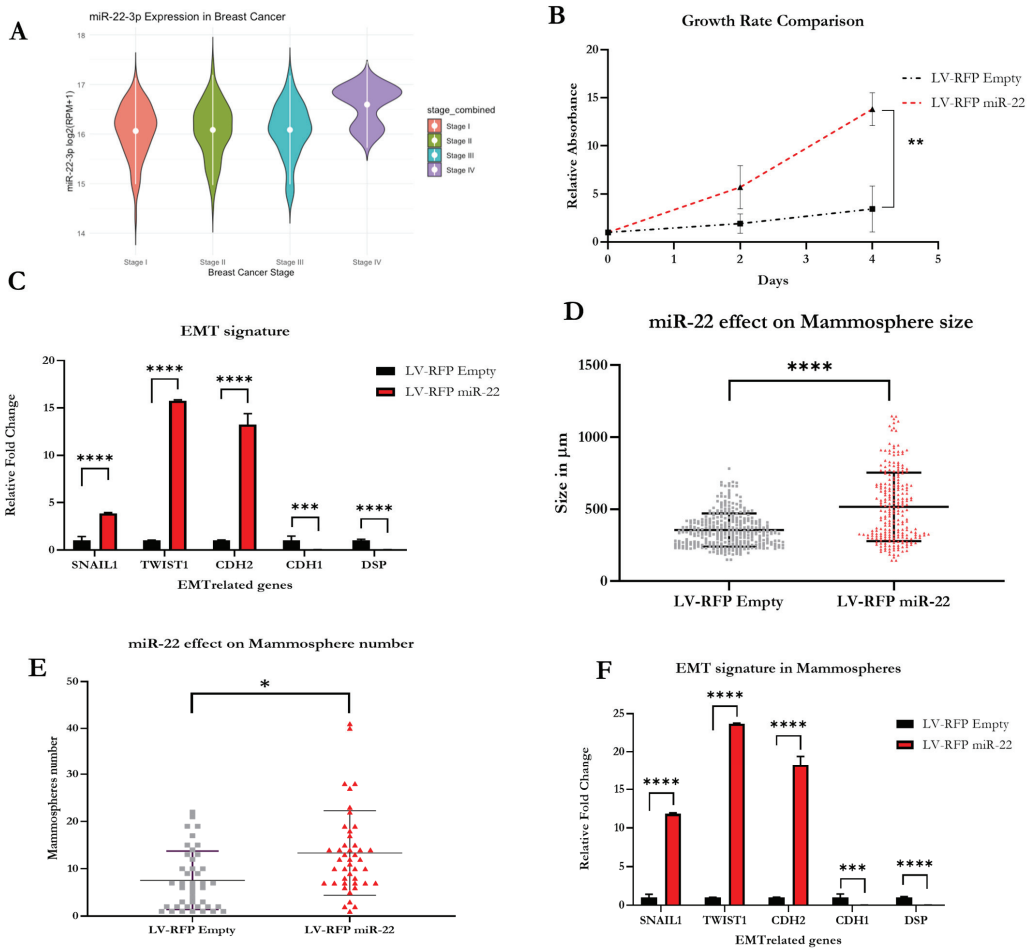 A
miR-22-3p Expression in Breast Cancer
18
17
16
15
14
miR-22-3p log2(RPM+1)
Stage I
Stage II
Stage III
Stage IV
Breast Cancer Stage
stage_combined
Stage I
Stage II
Stage III
Stage IV
B
Growth Rate Comparison
20
15
10
5
0
Relative Absorbance
0
1
2
3
4
5
Days
LV-RFP Empty
LV-RFP miR-22
**
C
EMT signature
20
15
10
5
0
Relative Fold Change
****
****
****
***
****
SNAIL1
TWIST1
CDH2
CDH1
DSP
EMTrelated genes
LV-RFP Empty
LV-RFP miR-22
D
miR-22 effect on Mammosphere size
1500
1000
500
0
Size in μm
****
LV-RFP Empty
LV-RFP miR-22
E
miR-22 effect on Mammosphere number
50
40
30
20
10
0
Mammospheres number
*
LV-RFP Empty
LV-RFP miR-22
F
EMT signature in Mammospheres
25
20
15
10
5
0
Relative Fold Change
****
****
****
***
****
SNAIL1
TWIST1
CDH2
CDH1
DSP
EMTrelated genes
LV-RFP Empty
LV-RFP miR-22